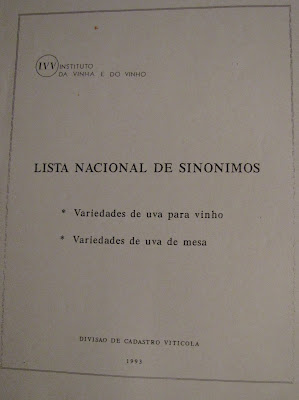 IVV INSTITUTO
DA VINHA E DO VINHO
LISTA NACIONAL DE SINONIMOS
* Variedades de uva para vinho
* Variedades de uva de mesa
DIVISAO DE CADASTRO VITICOLA
1993